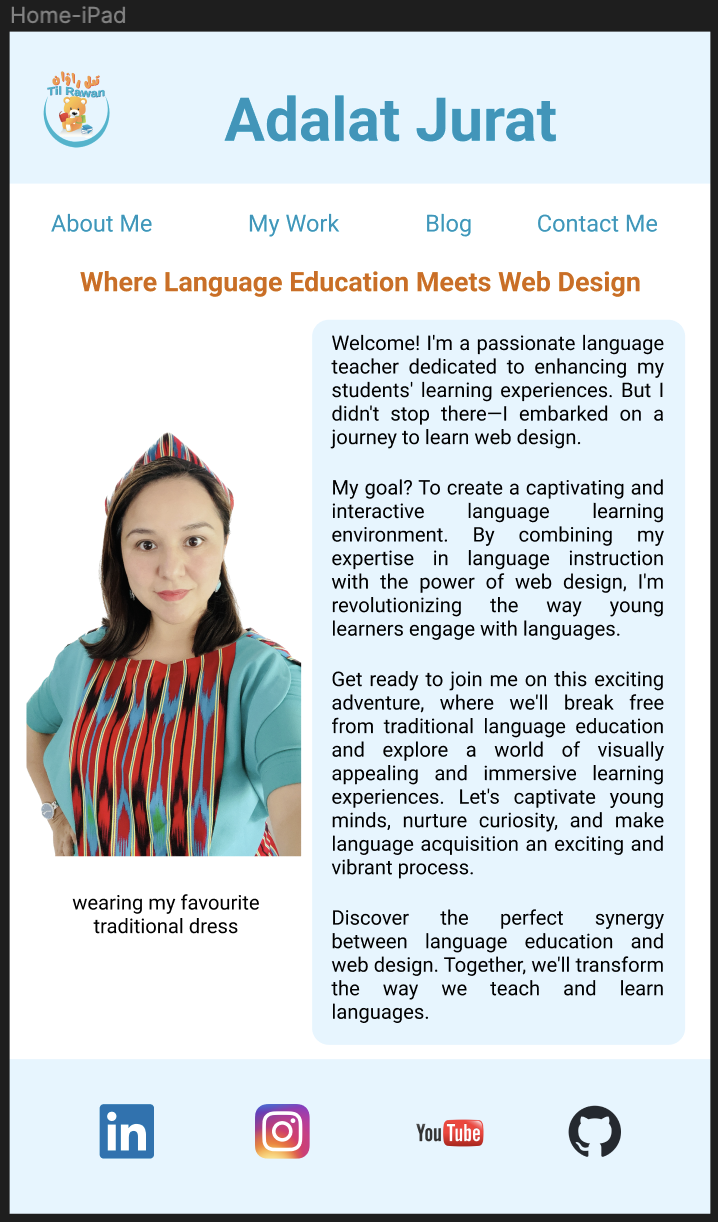 Home-iPad
تىل راۋان
Til Rawan
Adalat Jurat
About Me
My Work
Blog
Contact Me
Where Language Education Meets Web Design
Welcome! I'm a passionate language
teacher dedicated to enhancing my
students' learning experiences. But I
didn't stop there—I embarked on a
journey to learn web design.
My goal? To create a captivating and
interactive language learning
environment. By combining my
expertise in language instruction
with the power of web design, I'm
revolutionizing the way young
learners engage with languages.
Get ready to join me on this exciting
adventure, where we'll break free
from traditional language education
and explore a world of visually
appealing and immersive learning
experiences. Let's captivate young
minds, nurture curiosity, and make
language acquisition an exciting and
vibrant process.
Discover the perfect synergy
between language education and
web design. Together, we'll transform
the way we teach and learn
languages.
wearing my favourite
traditional dress
in
YouTube